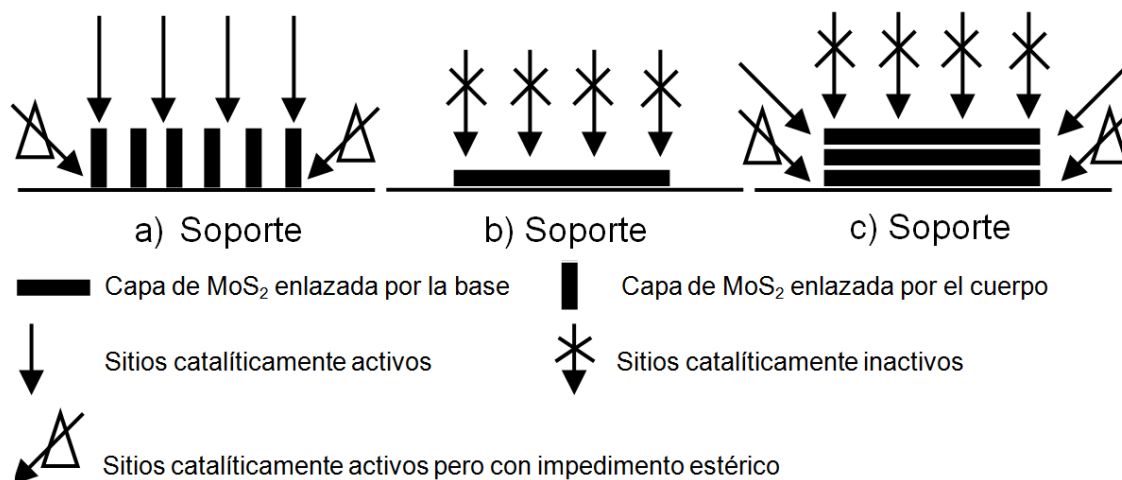 a) Soporte
b) Soporte
c) Soporte
Capa de MoS₂ enlazada por la base
Capa de MoS₂ enlazada por el cuerpo
Sitios catalíticamente activos
Sitios catalíticamente inactivos
Sitios catalíticamente activos pero con impedimento estérico